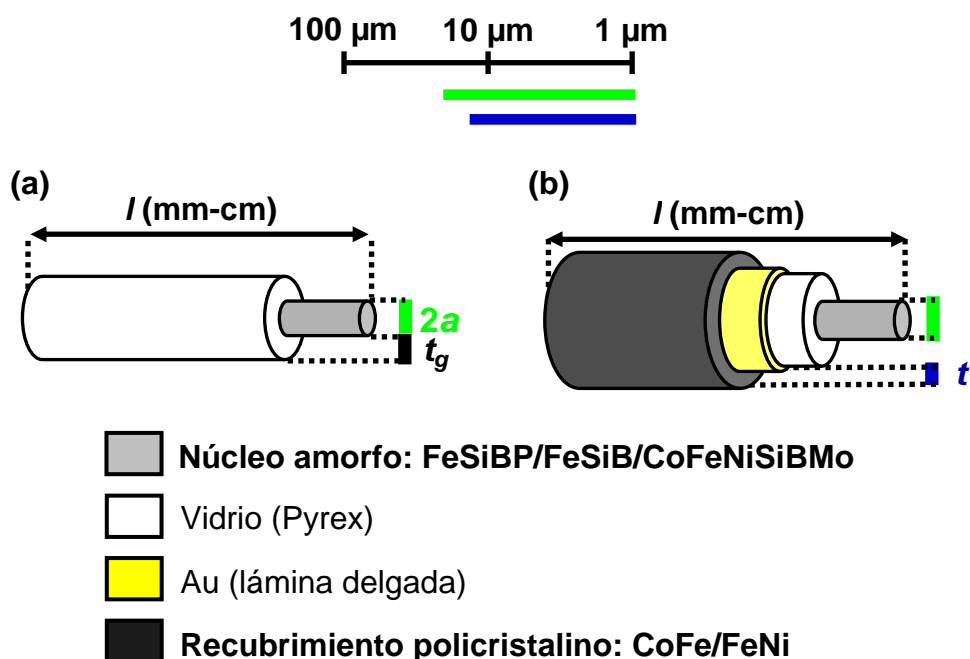 100 µm 10 µm 1 µm
(a) (b)
l (mm-cm) l (mm-cm)
2a
tg
t
Núcleo amorfo: FeSiBP/FeSiB/CoFeNiSiBMo
Vidrio (Pyrex)
Au (lámina delgada)
Recubrimiento policristalino: CoFe/FeNi